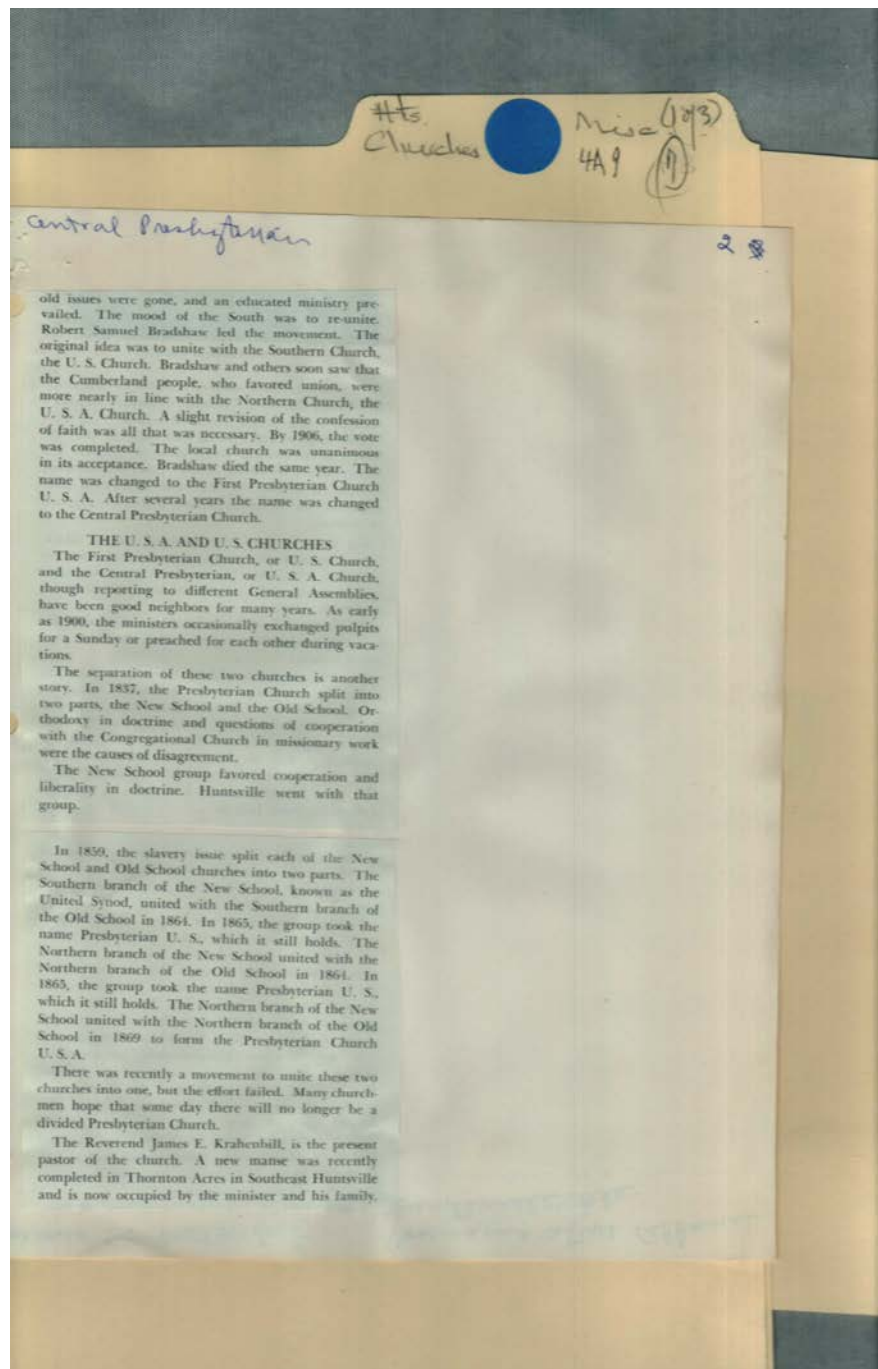 Hts. Misc (1 of 3)
Churches 4A9 (7)
Central Presbyterian
2
old issues were gone, and an educated ministry pre-
vailed. The mood of the South was to re-unite.
Robert Samuel Bradshaw led the movement. The
original idea was to unite with the Southern Church,
the U. S. Church. Bradshaw and others soon saw that
the Cumberland people, who favored union, were
more nearly in line with the Northern Church, the
U. S. A. Church. A slight revision of the confession
of faith was all that was necessary. By 1906, the vote
was completed. The local church was unanimous
in its acceptance. Bradshaw died the same year. The
name was changed to the First Presbyterian Church
U. S. A. After several years the name was changed
to the Central Presbyterian Church.
THE U. S. A. AND U. S. CHURCHES
The First Presbyterian Church, or U. S. Church,
and the Central Presbyterian, or U. S. A. Church,
though reporting to different General Assemblies,
have been good neighbors for many years. As early
as 1900, the ministers occasionally exchanged pulpits
for a Sunday or preached for each other during vaca-
tions.
The separation of these two churches is another
story. In 1837, the Presbyterian Church split into
two parts, the New School and the Old School. Or-
thodoxy in doctrine and questions of cooperation
with the Congregational Church in missionary work
were the causes of disagreement.
The New School group favored cooperation and
liberality in doctrine. Huntsville went with that
group.
In 1859, the slavery issue split each of the New
School and Old School churches into two parts. The
Southern branch of the New School, known as the
United Synod, united with the Southern branch of
the Old School in 1864. In 1865, the group took the
name Presbyterian U. S., which it still holds. The
Northern branch of the New School united with the
Northern branch of the Old School in 1864. In
1865, the group took the name Presbyterian U. S.,
which it still holds. The Northern branch of the New
School united with the Northern branch of the Old
School in 1869 to form the Presbyterian Church
U. S. A.
There was recently a movement to unite these two
churches into one, but the effort failed. Many church-
men hope that some day there will no longer be a
divided Presbyterian Church.
The Reverend James E. Krahenbill, is the present
pastor of the church. A new manse was recently
completed in Thornton Acres in Southeast Huntsville
and is now occupied by the minister and his family.